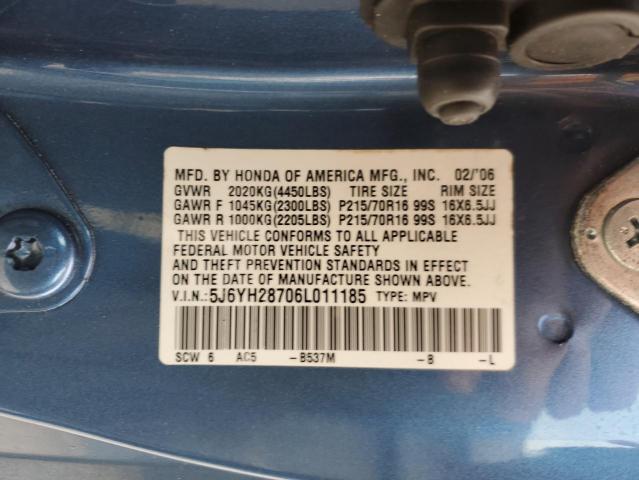 MFD. BY HONDA OF AMERICA MFG., INC. 02/'06
GVWR 2020KG(4450LBS) TIRE SIZE RIM SIZE
GAWR F 1045KG(2300LBS) P215/70R16 99S 16X6.5JJ
GAWR R 1000KG(2205LBS) P215/70R16 99S 16X6.5JJ
THIS VEHICLE CONFORMS TO ALL APPLICABLE
FEDERAL MOTOR VEHICLE SAFETY
AND THEFT PREVENTION STANDARDS IN EFFECT
ON THE DATE OF MANUFACTURE SHOWN ABOVE.
V.I.N.:5J6YH28706L011185 TYPE: MPV
SCW 6 AC5 -B537M -B -L